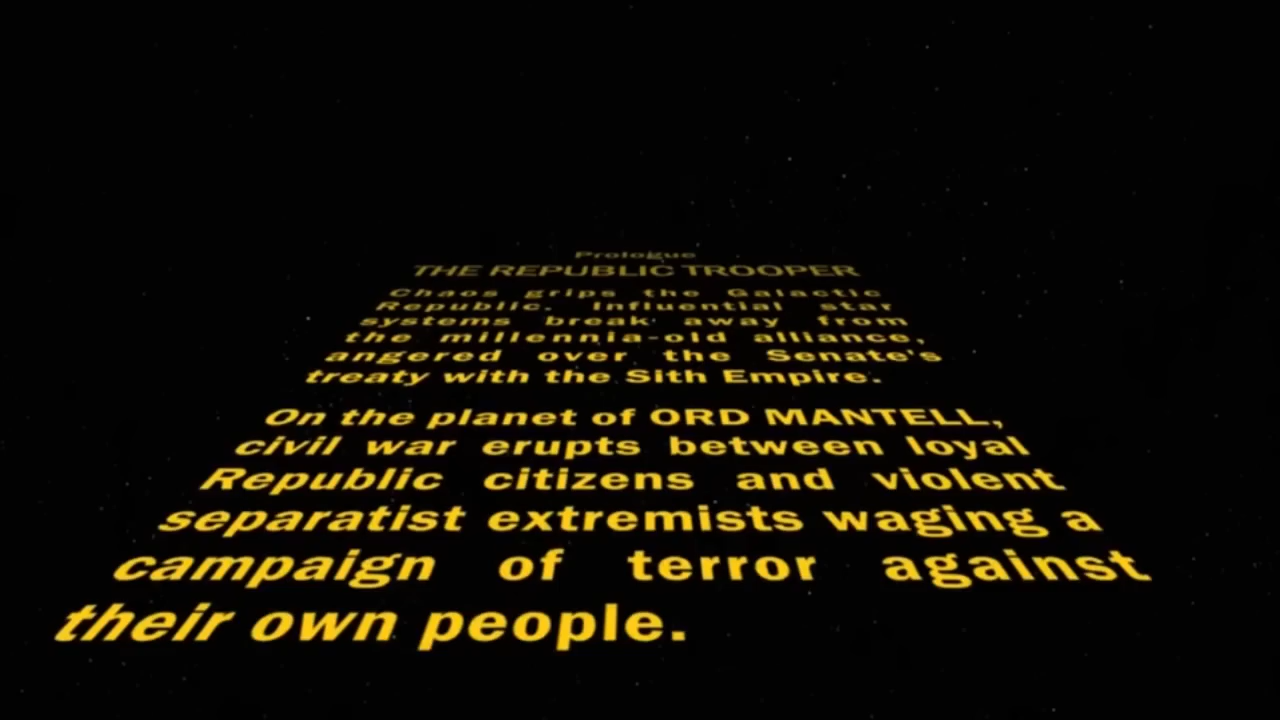 Prologue
THE REPUBLIC TROOPER
Chaos grips the Galactic
Republic. Influential star
systems break away from
the millennia-old alliance,
angered over the Senate's
treaty with the Sith Empire.
On the planet of ORD MANTELL,
civil war erupts between loyal
Republic citizens and violent
separatist extremists waging a
campaign of terror against
their own people.